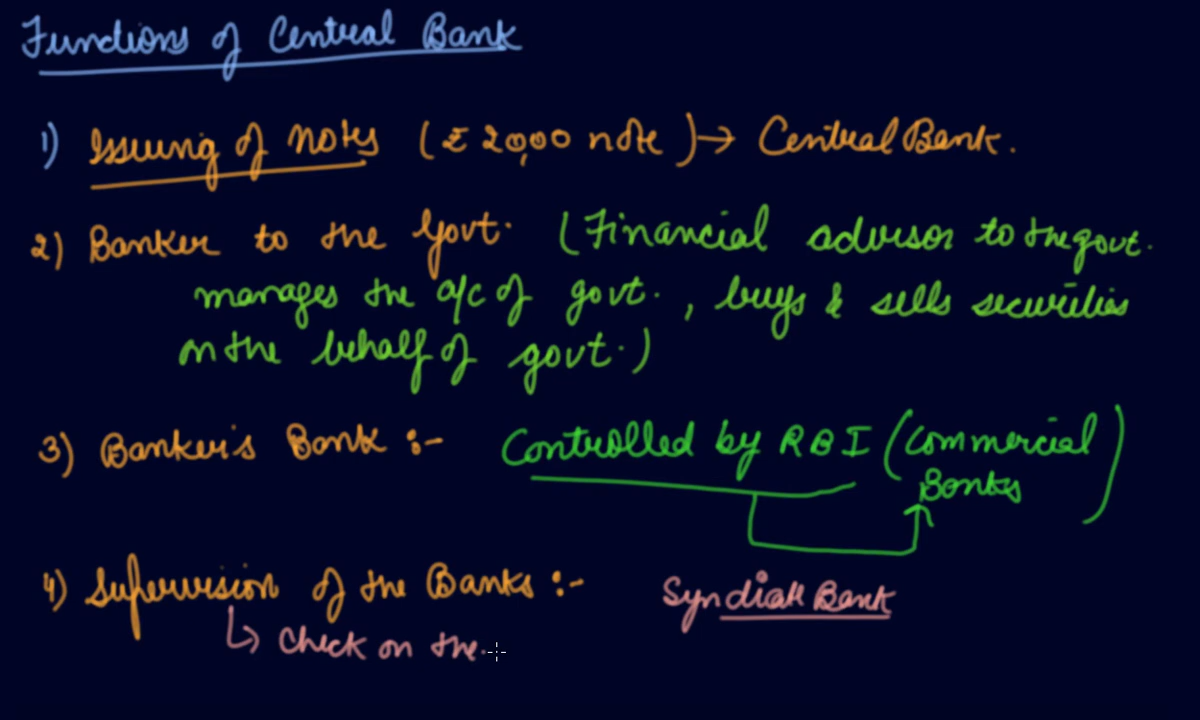 Functions of Central Bank
1) Issuing of Notes (₹ 2,000 note) → Central Bank.
2) Banker to the Govt. (Financial advisor to the govt.
manages the a/c of govt., buys & sells securities
on the behalf of govt.)
3) Banker's Bank :- Controlled by RBI (Commercial
Banks)
4) Supervision of the Banks :- Syndicate Bank
↳ Check on the